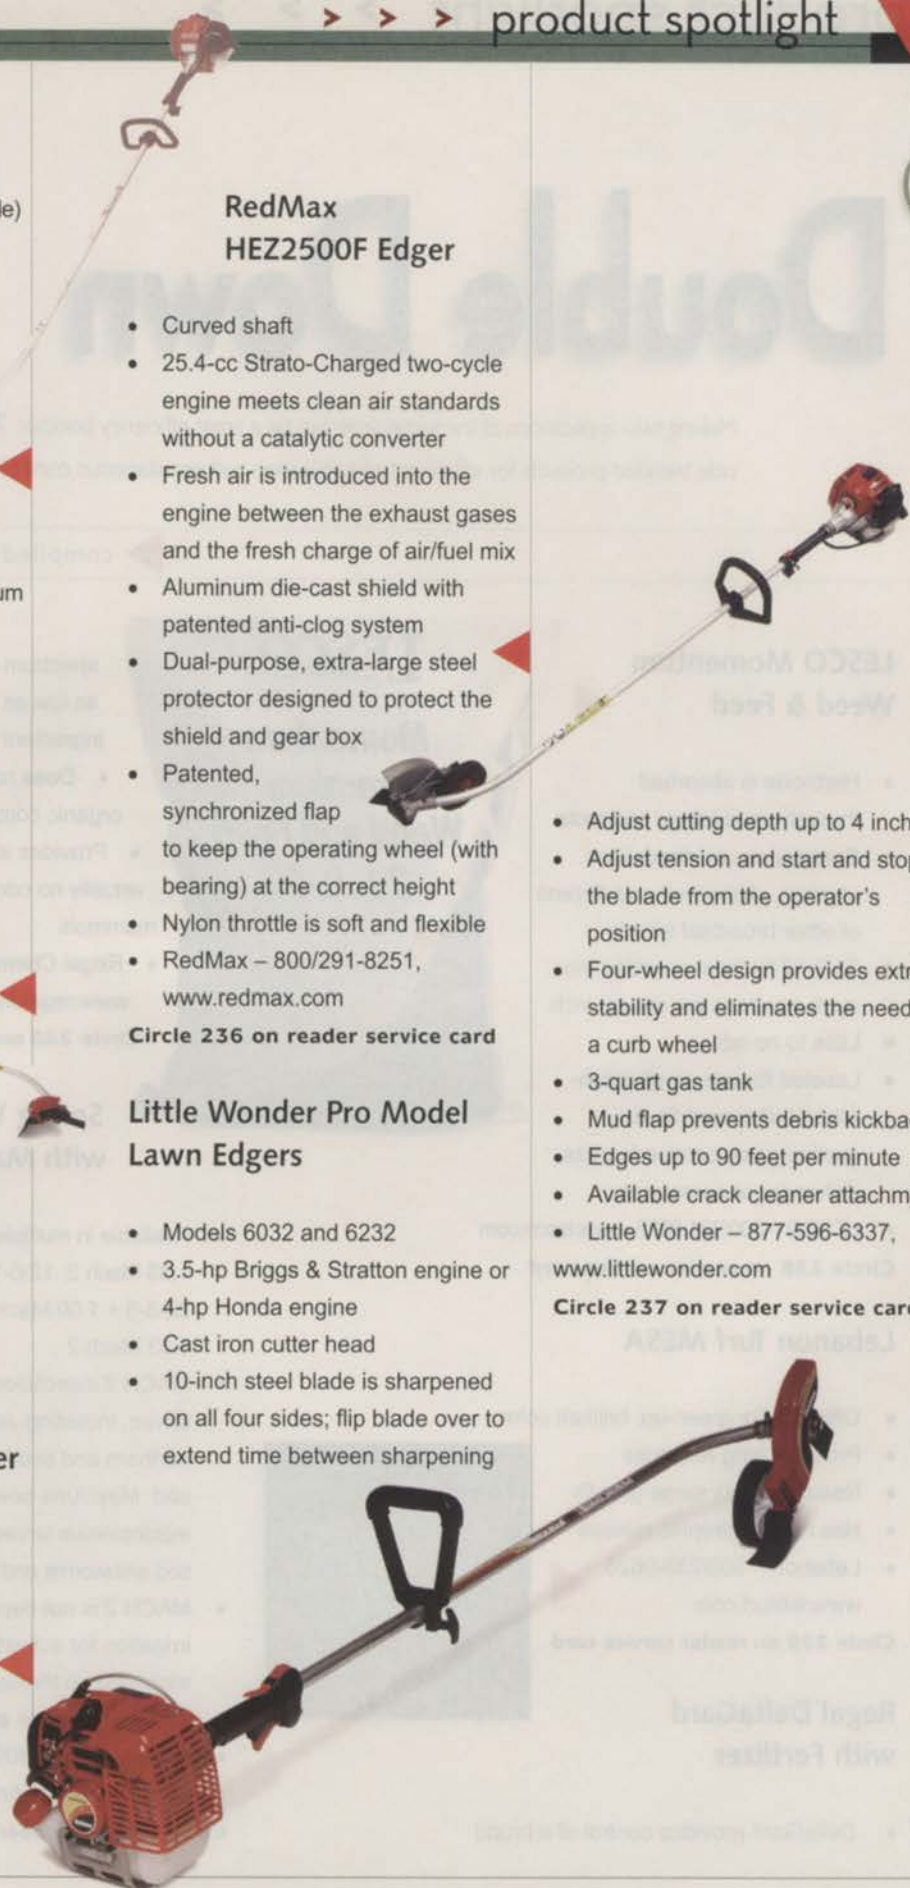 > > > product spotlight
le)
um
er
RedMax
HEZ2500F Edger
• Curved shaft
• 25.4-cc Strato-Charged two-cycle
engine meets clean air standards
without a catalytic converter
• Fresh air is introduced into the
engine between the exhaust gases
and the fresh charge of air/fuel mix
• Aluminum die-cast shield with
patented anti-clog system
• Dual-purpose, extra-large steel
protector designed to protect the
shield and gear box
• Patented,
synchronized flap
to keep the operating wheel (with
bearing) at the correct height
• Nylon throttle is soft and flexible
• RedMax – 800/291-8251,
www.redmax.com
Circle 236 on reader service card
Little Wonder Pro Model
Lawn Edgers
• Models 6032 and 6232
• 3.5-hp Briggs & Stratton engine or
4-hp Honda engine
• Cast iron cutter head
• 10-inch steel blade is sharpened
on all four sides; flip blade over to
extend time between sharpening
• Adjust cutting depth up to 4 inch
• Adjust tension and start and stop
the blade from the operator's
position
• Four-wheel design provides extr
stability and eliminates the need
a curb wheel
• 3-quart gas tank
• Mud flap prevents debris kickba
• Edges up to 90 feet per minute
• Available crack cleaner attachm
• Little Wonder – 877-596-6337,
www.littlewonder.com
Circle 237 on reader service card